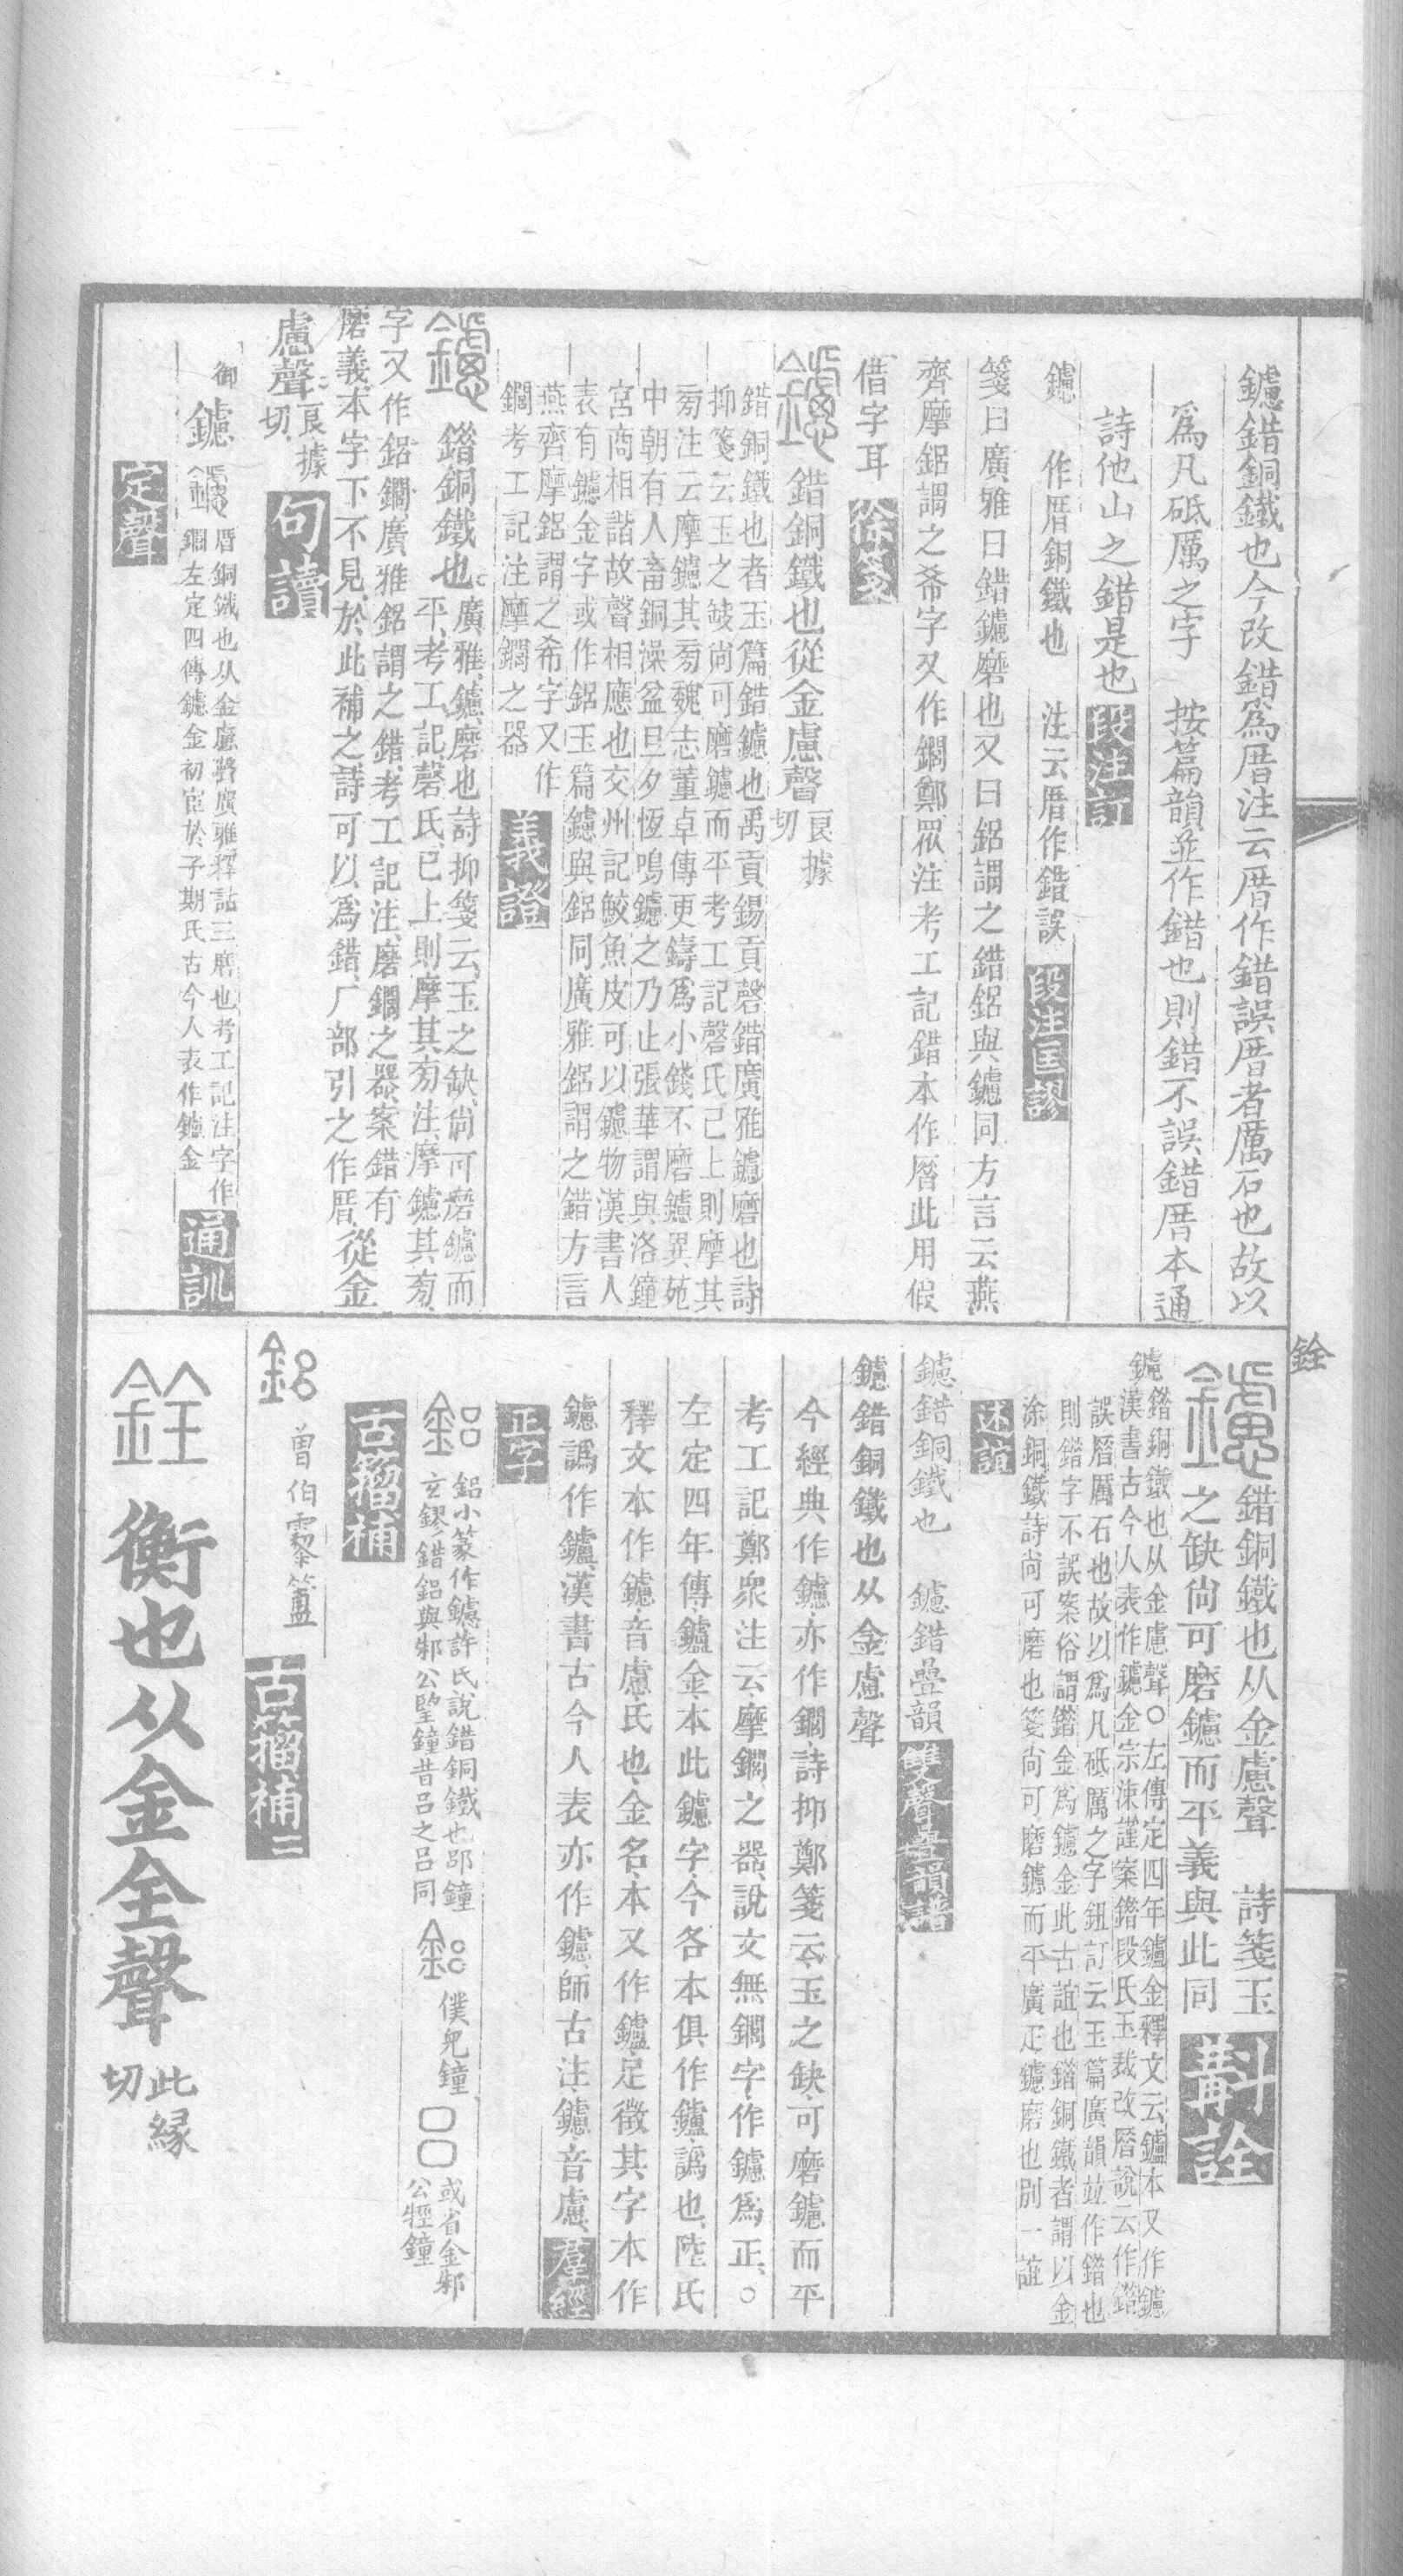 鑢錯銅鐵也今改錯爲厝注云厝作錯誤厝者厲石也故以
爲凡砥厲之字 按篇韻並作錯也則錯不誤錯厝本通
詩他山之錯是也 段注訂
鑢 作厝銅鐵也 注云厝作錯誤 段注匡謬
箋曰廣雅曰錯鑢磨也又曰鋁謂之錯鋁與鑢同方言云燕
齊摩鋁謂之希字又作鐗鄭眾注考工記錯本作厝此用假
借字耳 徐箋
鑢 錯銅鐵也從金慮聲 良據切
錯銅鐵也者玉篇錯鑢也禹貢錫貢磬錯廣雅鑢磨也詩
抑箋云玉之缺尚可磨鑢而平考工記磬氏已上則摩其
旁注云摩鑢其旁魏志董卓傳更鑄爲小錢不磨鑢異苑
中朝有人畜銅澡盆旦夕恆鳴鑢之乃止張華謂與洛鐘
宮商相諧故聲相應也交州記鮫魚皮可以鑢物漢書人
表有鑢金字或作鋁玉篇鑢與鋁同廣雅鋁謂之錯方言
燕齊摩鋁謂之希字又作
鐗考工記注摩鐗之器 義證
鑢 鎝銅鐵也 廣雅鑢磨也詩抑箋云玉之缺尚可磨鑢而
平考工記磬氏已上則摩其旁注摩鑢其旁
字又作鋁鐗廣雅鋁謂之錯考工記注磨鐗之器案錯有
磨義本字下不見於此補之詩可以爲錯厂部引之作厝從金
慮聲 良據切 句讀
御 鑢 鑢 厝銅鐵也从金慮聲廣雅釋詁三磨也考工記注字作
鐗左定四傳鑢金初宦於子期氏古今人表作鑢金 通訓
定聲
鑢 錯銅鐵也从金慮聲 詩箋玉
之缺尚可磨鑢而平義與此同 斠詮
鑢 鎝銅鐵也从金慮聲○左傳定四年鑪金釋文云鑪本又作鑢
漢書古今人表作鑢金宗涑謹案鎝段氏玉裁改厝說云作鎝
誤厝厲石也故以爲凡砥厲之字鈕訂云玉篇廣韻並作鎝也
則鎝字不誤案俗謂鎝金爲鑢金此古誼也鎝銅鐵者謂以金
涂銅鐵詩尚可磨也箋尚可磨鑢而平廣疋鑢磨也別一誼
述誼
鑢錯銅鐵也 鑢錯疊韻 雙聲疊韻譜
鑢錯銅鐵也从金慮聲
今經典作鑢亦作鐗詩抑鄭箋云玉之缺可磨鑢而平
考工記鄭眾注云摩鐗之器說文無鐗字作鑢爲正○
左定四年傳鑪金本此鑢字今各本俱作鑪譌也陸氏
釋文本作鑢音慮氏也金名本又作鑪足徵其字本作
鑢譌作鑪漢書古今人表亦作鑢師古注鑢音慮 羣經
正字
鋁 鋁小篆作鑢許氏說錯銅鐵也郘鐘
玄鏐錯鋁與邾公牼鐘昔呂之呂同 鋁 僕兒鐘 〇〇 或省金邾
公牼鐘
古籀補
鋁 曾伯霥簠 古籀補二
銓 衡也从金全聲 此緣切
銓